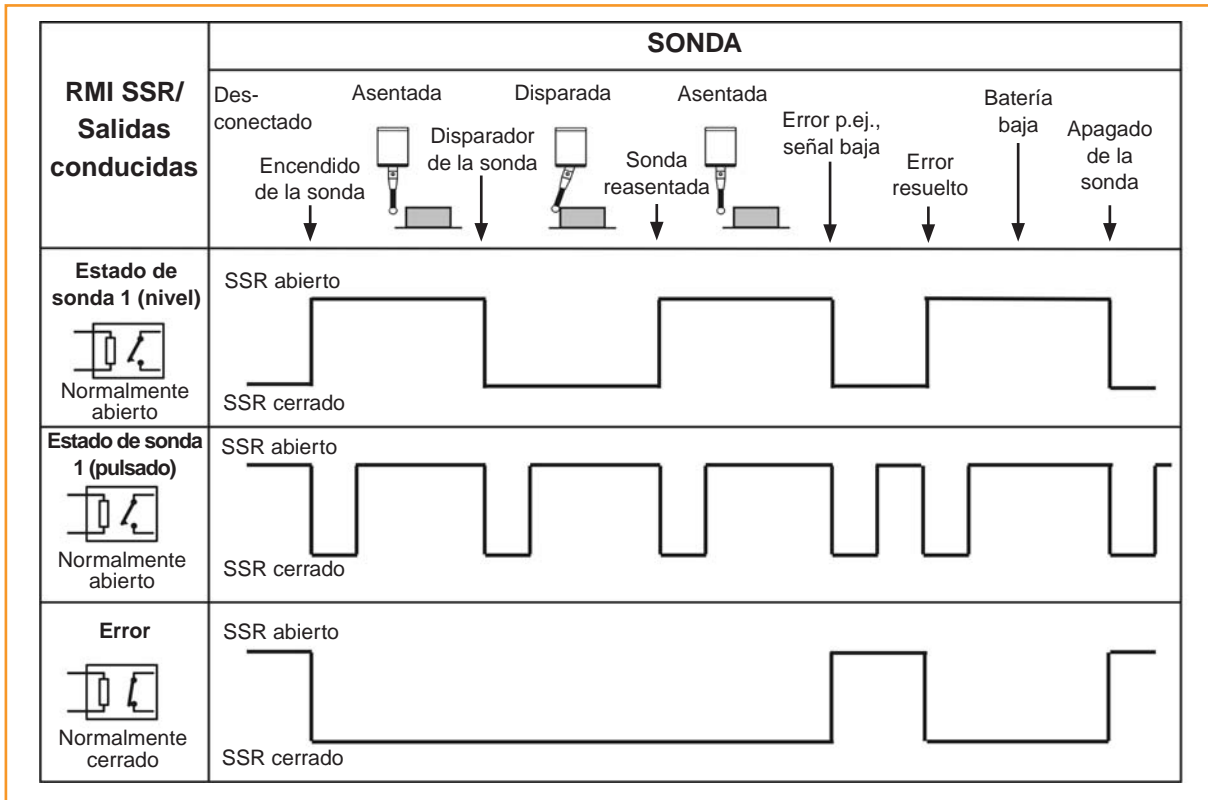 SONDA
RMI SSR/
Salidas
conducidas
Des-
conectado
Encendido
de la sonda
Asentada
Disparador
de la sonda
Disparada
Sonda
reasentada
Asentada
Error p.ej.,
señal baja
Error
resuelto
Batería
baja
Apagado
de la
sonda
Estado de
sonda 1 (nivel)
Normalmente
abierto
SSR abierto
SSR cerrado
Estado de sonda
1 (pulsado)
Normalmente
abierto
SSR abierto
SSR cerrado
Error
Normalmente
cerrado
SSR abierto
SSR cerrado